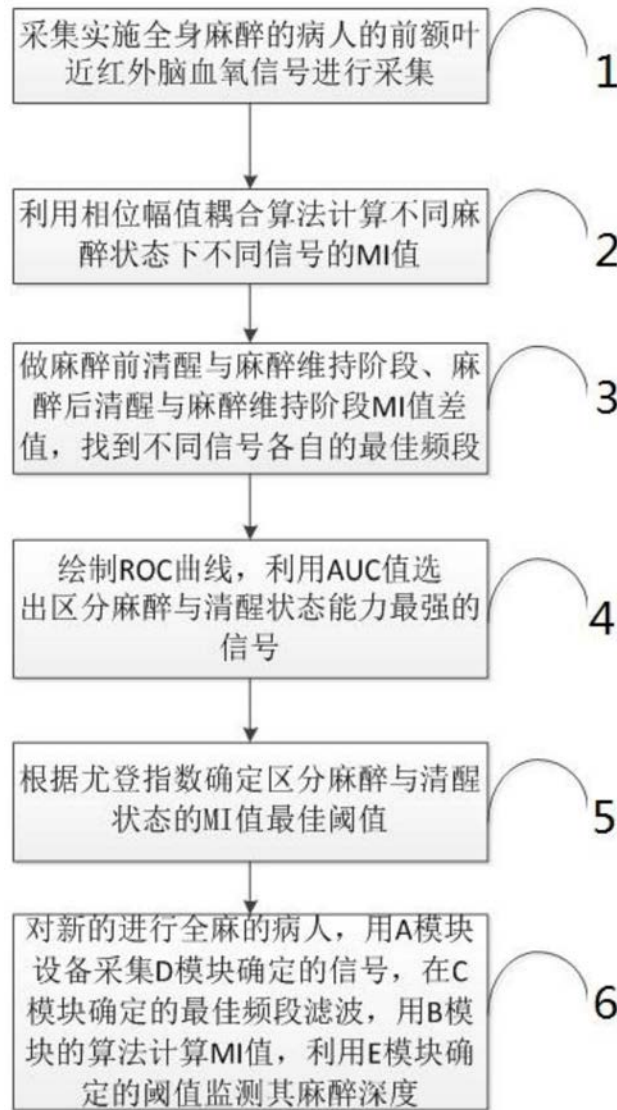 采集实施全身麻醉的病人的前额叶
近红外脑血氧信号进行采集
1
利用相位幅值耦合算法计算不同麻
醉状态下不同信号的MI值
2
做麻醉前清醒与麻醉维持阶段、麻
醉后清醒与麻醉维持阶段MI值差
值，找到不同信号各自的最佳频段
3
绘制ROC曲线，利用AUC值选
出区分麻醉与清醒状态能力最强的
信号
4
根据尤登指数确定区分麻醉与清醒
状态的MI值最佳阈值
5
对新的进行全麻的病人，用A模块
设备采集D模块确定的信号，在C
模块确定的最佳频段滤波，用B模
块的算法计算MI值，利用E模块确
定的阈值监测其麻醉深度
6